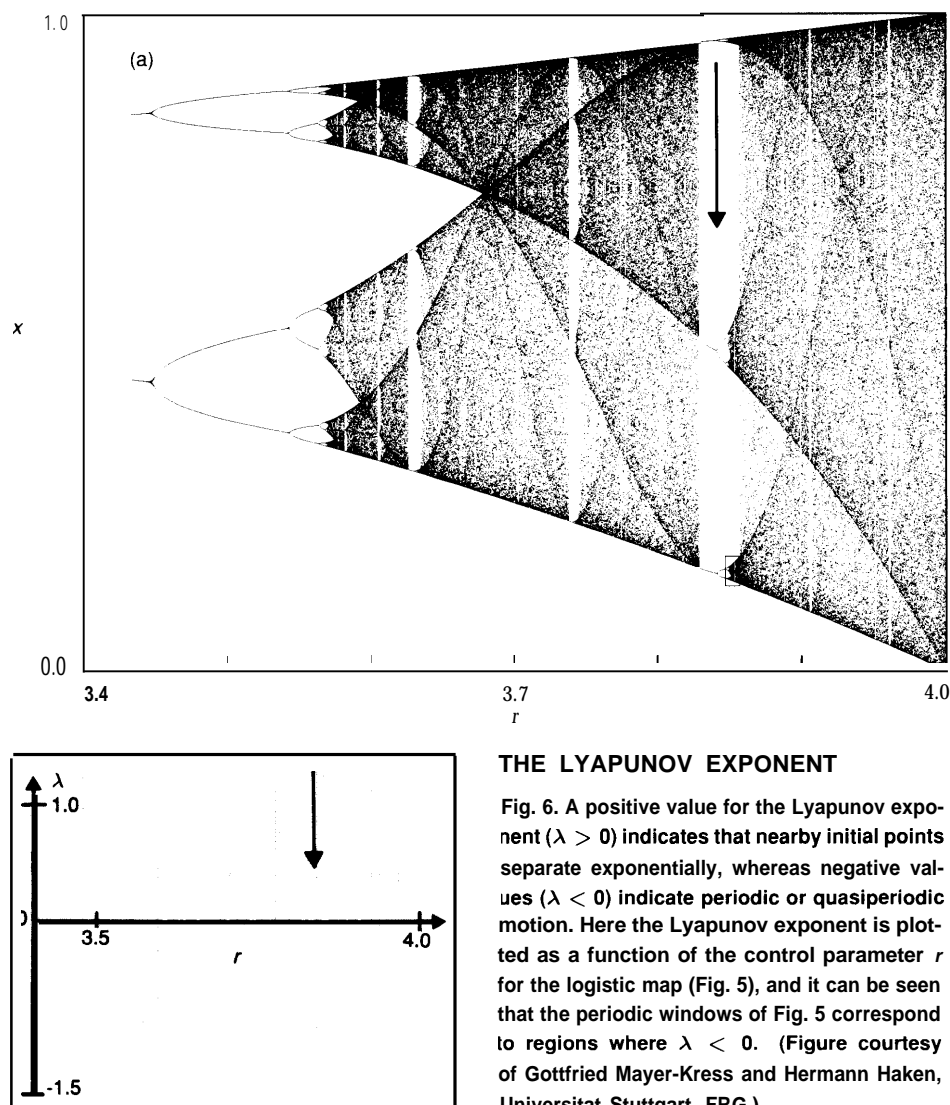 1.0
(a)
x
0.0
3.4
3.7
4.0
r
λ
1.0
0
3.5
4.0
r
-1.5
THE LYAPUNOV EXPONENT
Fig. 6. A positive value for the Lyapunov expo-
nent (λ > 0) indicates that nearby initial points
separate exponentially, whereas negative val-
ues (λ < 0) indicate periodic or quasiperiodic
motion. Here the Lyapunov exponent is plot-
ted as a function of the control parameter r
for the logistic map (Fig. 5), and it can be seen
that the periodic windows of Fig. 5 correspond
to regions where λ < 0. (Figure courtesy
of Gottfried Mayer-Kress and Hermann Haken,
Universitat Stuttgart, FRG.)